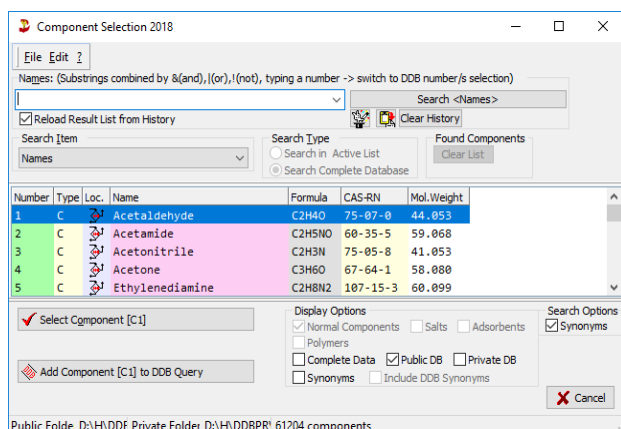 Component Selection 2018
File Edit ?
Names: (Substrings combined by &(and),|(or),!(not), typing a number -> switch to DDB number/s selection)
Search <Names>
Reload Result List from History
Clear History
Search Item
Search Type
Found Components
Names
Search in Active List
Clear List
Search Complete Database
Number Type Loc. Name Formula CAS-RN Mol.Weight
1 C Acetaldehyde C2H4O 75-07-0 44.053
2 C Acetamide C2H5NO 60-35-5 59.068
3 C Acetonitrile C2H3N 75-05-8 41.053
4 C Acetone C3H6O 67-64-1 58.080
5 C Ethylenediamine C2H8N2 107-15-3 60.099
Select Component [C1]
Display Options
Search Options
Normal Components Salts Adsorbents
Synonyms
Polymers
Complete Data Public DB Private DB
Add Component [C1] to DDB Query
Synonyms Include DDB Synonyms
Cancel
Public Folde D:\H\DDE Private Folder D:\H\DDBPR' 61204 components